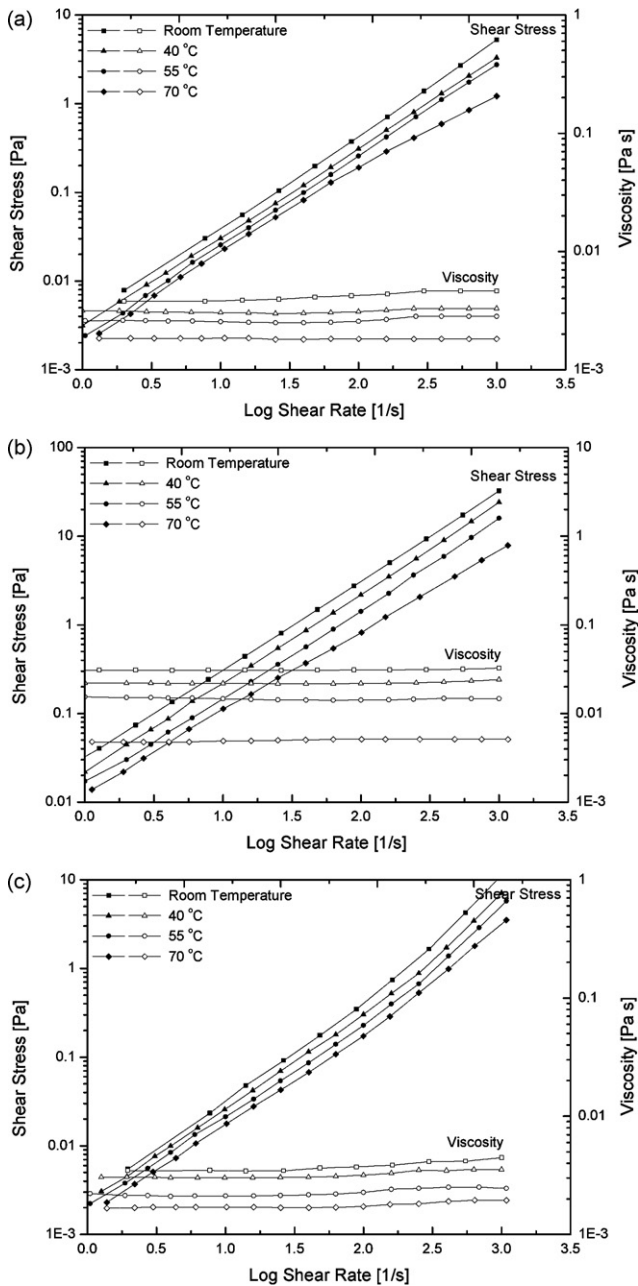 (a)
Room Temperature
40 °C
55 °C
70 °C
Shear Stress
Viscosity
10
1
0.1
0.01
1E-3
Shear Stress [Pa]
1
0.1
0.01
1E-3
Viscosity [Pa s]
0.0 0.5 1.0 1.5 2.0 2.5 3.0 3.5
Log Shear Rate [1/s]
(b)
Room Temperature
40 °C
55 °C
70 °C
Shear Stress
Viscosity
100
10
1
0.1
0.01
Shear Stress [Pa]
10
1
0.1
0.01
1E-3
Viscosity [Pa s]
0.0 0.5 1.0 1.5 2.0 2.5 3.0 3.5
Log Shear Rate [1/s]
(c)
Room Temperature
40 °C
55 °C
70 °C
Shear Stress
Viscosity
10
1
0.1
0.01
1E-3
Shear Stress [Pa]
1
0.1
0.01
1E-3
Viscosity [Pa s]
0.0 0.5 1.0 1.5 2.0 2.5 3.0 3.5
Log Shear Rate [1/s]